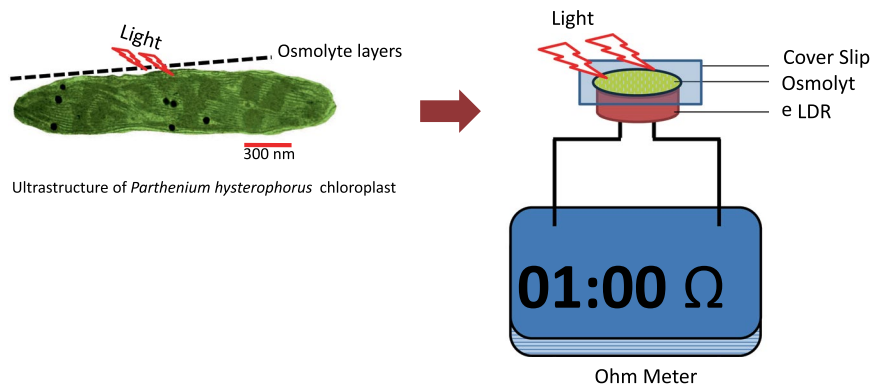 Light
Osmolyte layers
300 nm
Ultrastructure of Parthenium hysterophorus chloroplast
Light
Cover Slip
Osmolyt
e LDR
01:00 Ω
Ohm Meter